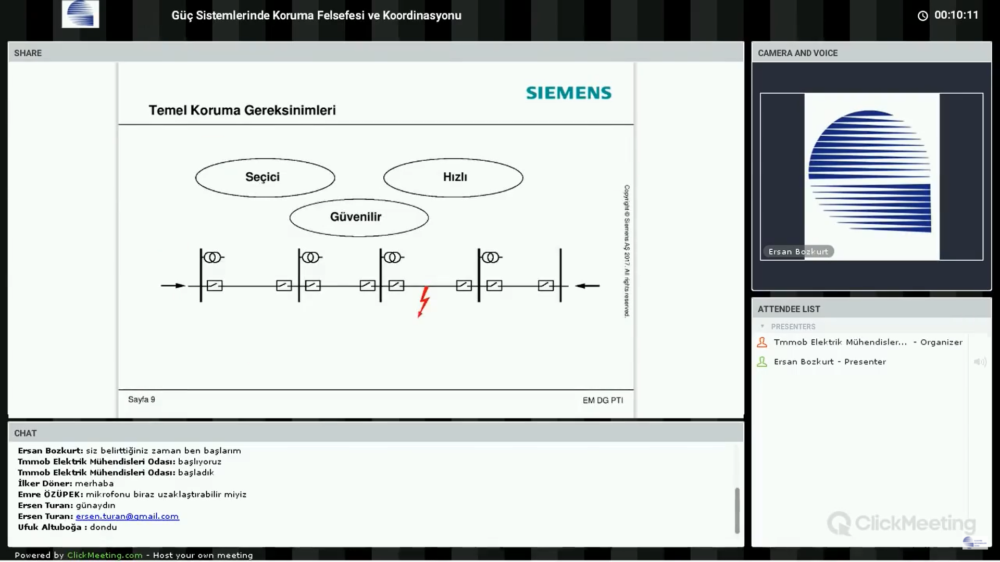 Güç Sistemlerinde Koruma Felsefesi ve Koordinasyonu
00:10:11
SHARE
SIEMENS
Temel Koruma Gereksinimleri
Seçici
Hızlı
Güvenilir
Copyright © Siemens AŞ 2017. All rights reserved.
Sayfa 9
EM DG PTI
CAMERA AND VOICE
Ersan Bozkurt
ATTENDEE LIST
PRESENTERS
Tmmob Elektrik Mühendisler... - Organizer
Ersan Bozkurt - Presenter
CHAT
Ersan Bozkurt: siz belirttiğiniz zaman ben başlarım
Tmmob Elektrik Mühendisleri Odası: başlıyoruz
Tmmob Elektrik Mühendisleri Odası: başladık
İlker Döner: merhaba
Emre ÖZÜPEK: mikrofonu biraz uzaklaştırabilir miyiz
Ersen Turan: günaydın
Ersen Turan: ersen.turan@gmail.com
Ufuk Altuboğa : dondu
ClickMeeting
Powered by ClickMeeting.com - Host your own meeting